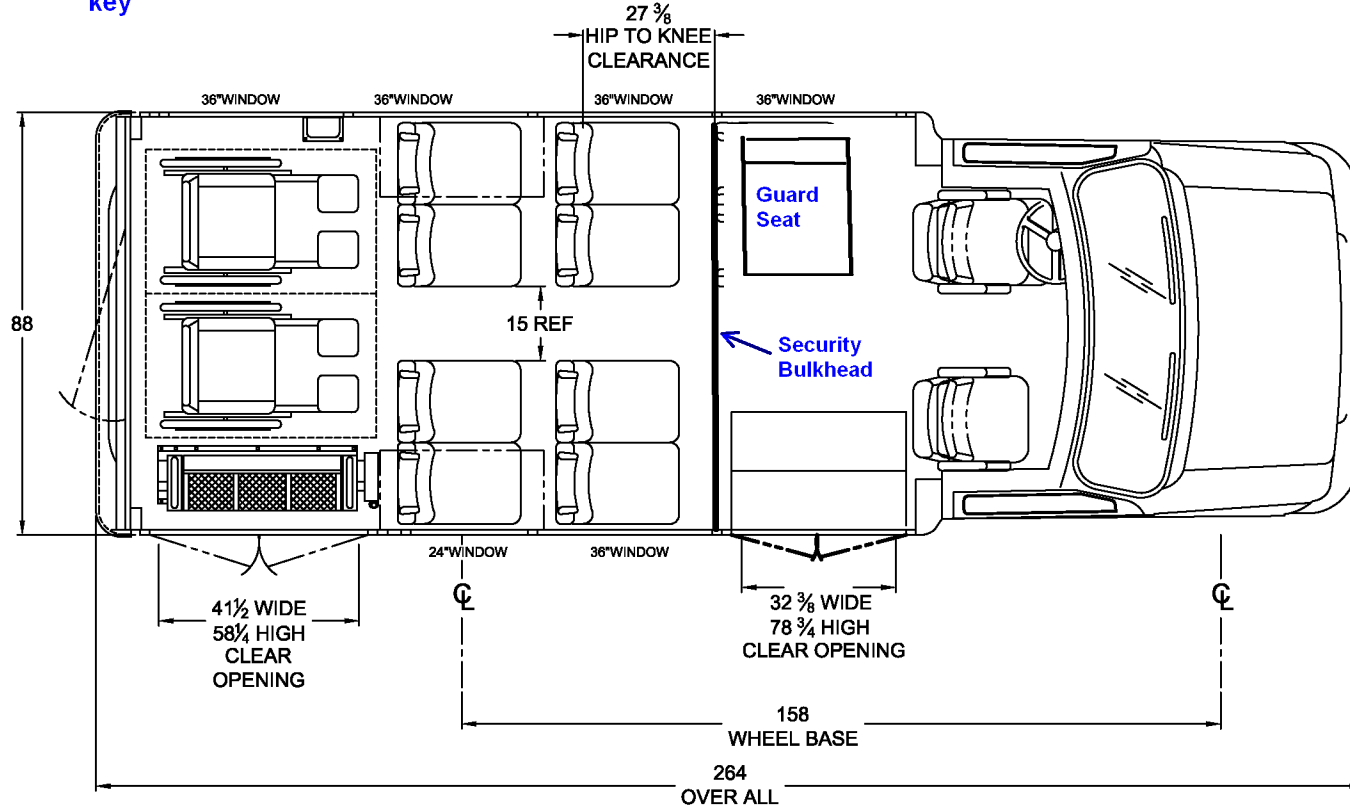 key
27 ⅜
HIP TO KNEE
CLEARANCE
36"WINDOW
36"WINDOW
36"WINDOW
36"WINDOW
Guard
Seat
88
15 REF
Security
Bulkhead
24"WINDOW
36"WINDOW
℄
℄
41½ WIDE
58¼ HIGH
CLEAR
OPENING
32 ⅜ WIDE
78 ¾ HIGH
CLEAR OPENING
158
WHEEL BASE
264
OVER ALL